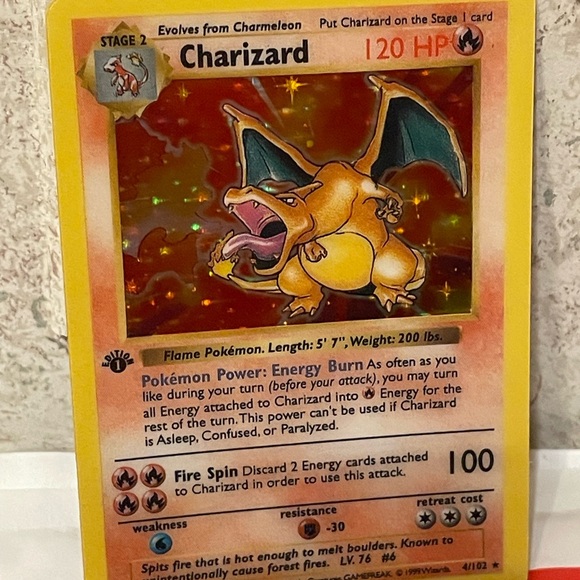 Evolves from Charmeleon Put Charizard on the Stage 1 card
STAGE 2
Charizard 120 HP
EDITION
1
Flame Pokémon. Length: 5' 7", Weight: 200 lbs.
Pokémon Power: Energy Burn As often as you
like during your turn (before your attack), you may turn
all Energy attached to Charizard into Energy for the
rest of the turn. This power can't be used if Charizard
is Asleep, Confused, or Paralyzed.
Fire Spin Discard 2 Energy cards attached
to Charizard in order to use this attack. 100
weakness resistance retreat cost
-30
Spits fire that is hot enough to melt boulders. Known to
unintentionally cause forest fires. LV. 76 #6
GAMEFREAK. © 1999 Wizards. 4/102 ★